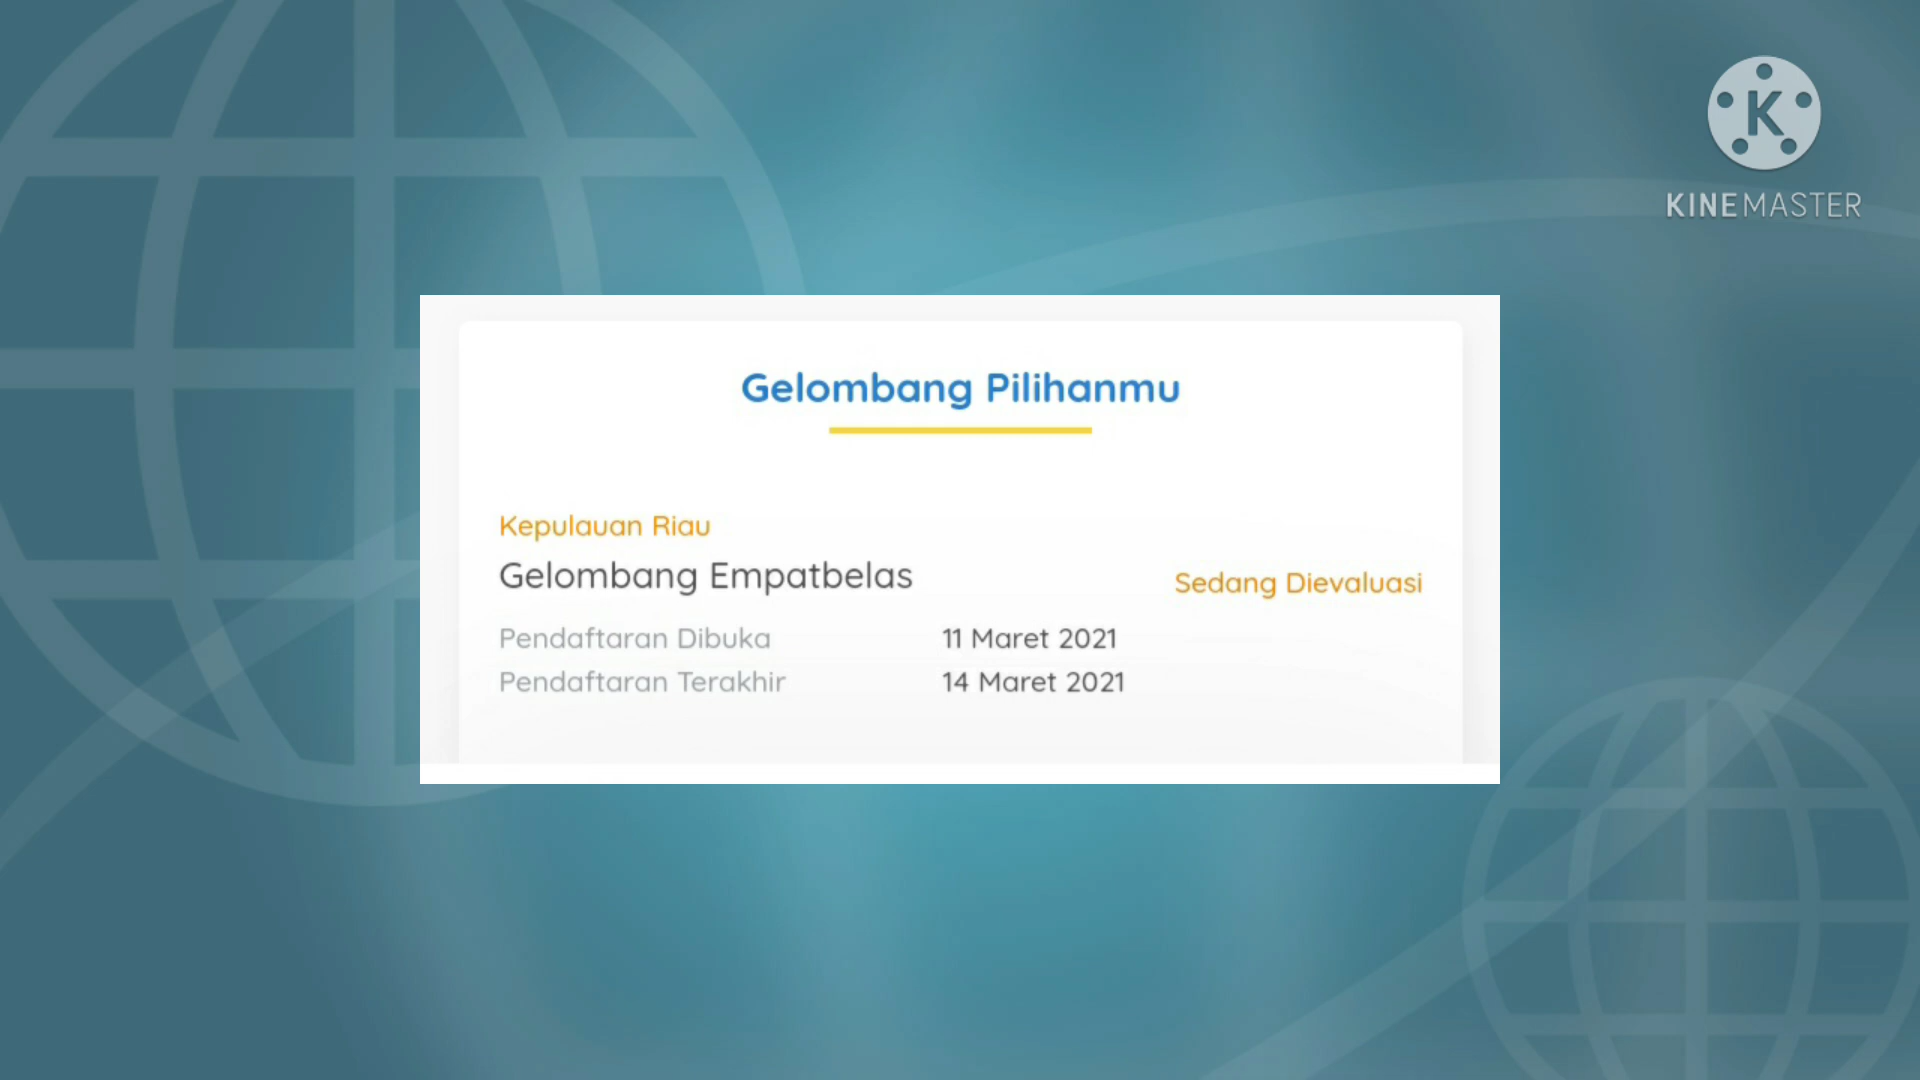 K
KINEMASTER
Gelombang Pilihanmu
Kepulauan Riau
Gelombang Empatbelas
Sedang Dievaluasi
Pendaftaran Dibuka 11 Maret 2021
Pendaftaran Terakhir 14 Maret 2021